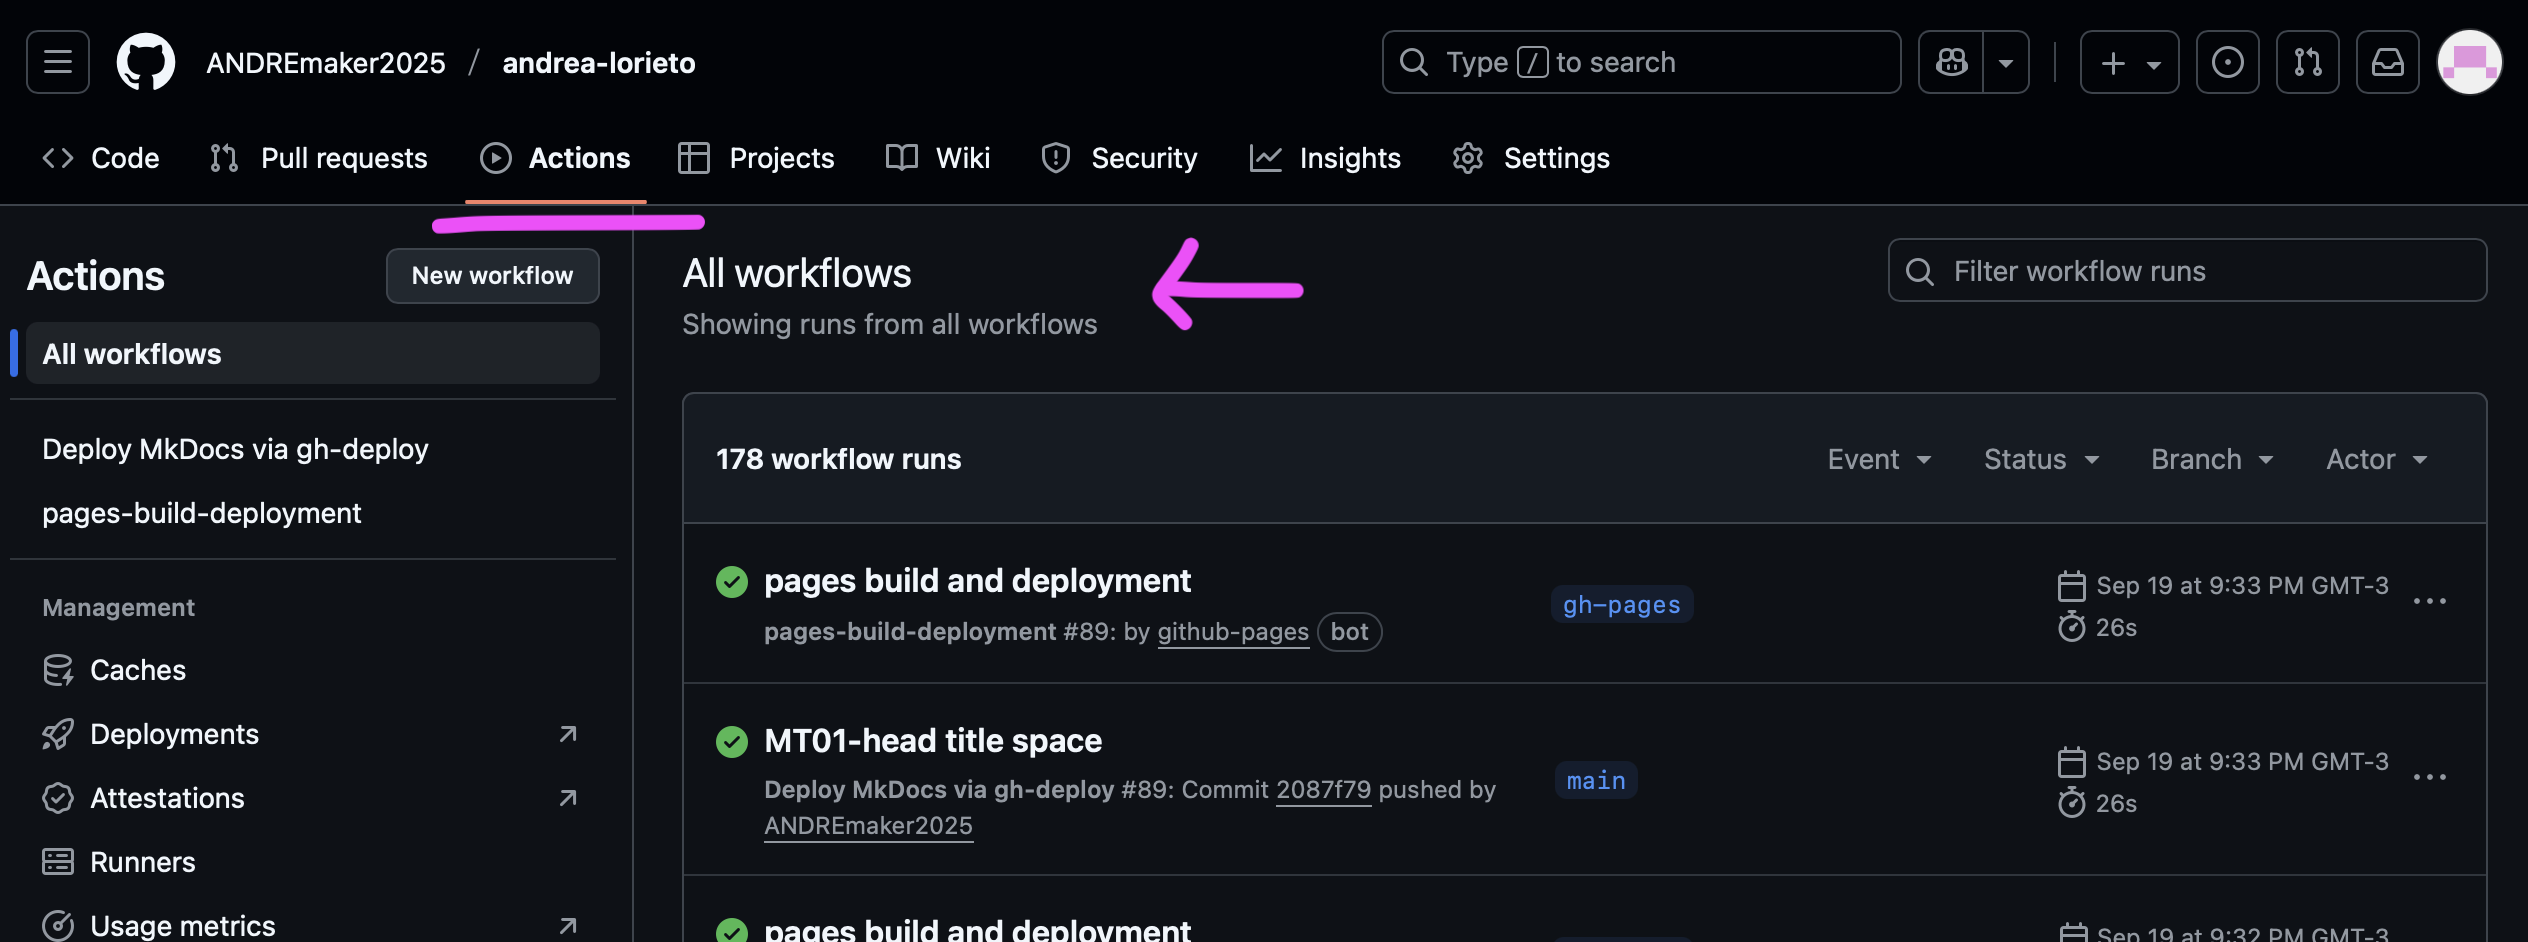 ANDREmaker2025 / andrea-lorieto
Type / to search
Code Pull requests Actions Projects Wiki Security Insights Settings
Actions
New workflow
All workflows
Deploy MkDocs via gh-deploy
pages-build-deployment
Management
Caches
Deployments
Attestations
Runners
Usage metrics
All workflows
Showing runs from all workflows
Filter workflow runs
178 workflow runs
Event Status Branch Actor
pages build and deployment
pages-build-deployment #89: by github-pages bot
gh-pages
Sep 19 at 9:33 PM GMT-3
26s
MT01-head title space
Deploy MkDocs via gh-deploy #89: Commit 2087f79 pushed by
ANDREmaker2025
main
Sep 19 at 9:33 PM GMT-3
26s
pages build and deployment
Sep 19 at 9:32 PM GMT-3